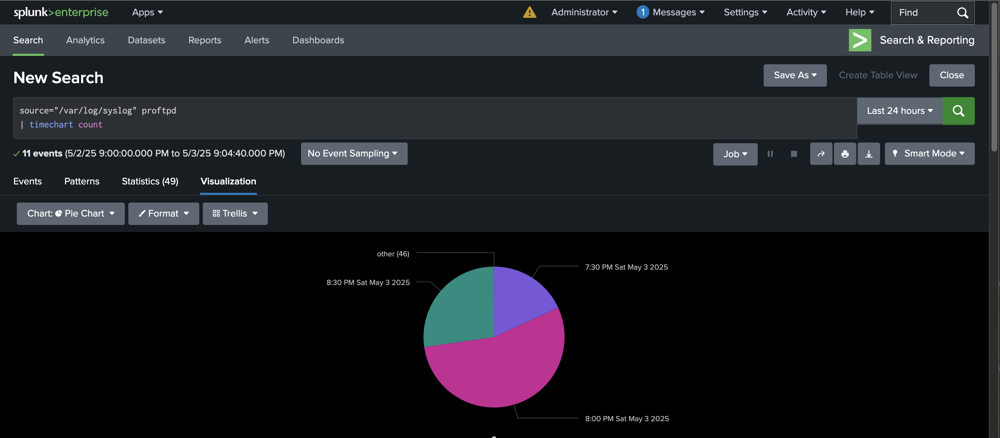 splunk>enterprise Apps Administrator 1 Messages Settings Activity Help Find
Search Analytics Datasets Reports Alerts Dashboards Search & Reporting
New Search Save As Create Table View Close
source="/var/log/syslog" proftpd
| timechart count
Last 24 hours
11 events (5/2/25 9:00:00.000 PM to 5/3/25 9:04:40.000 PM) No Event Sampling Job Smart Mode
Events Patterns Statistics (49) Visualization
Chart: Pie Chart Format Trellis
other (46)
7:30 PM Sat May 3 2025
8:30 PM Sat May 3 2025
8:00 PM Sat May 3 2025